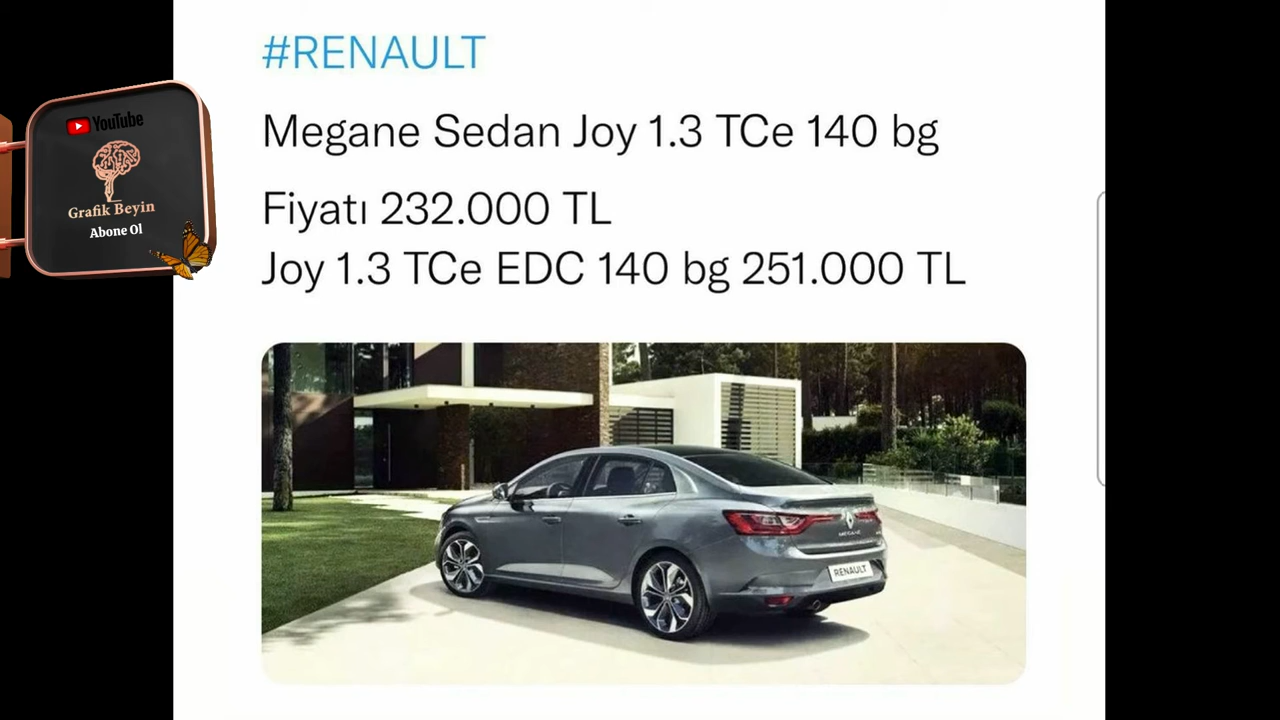 #RENAULT
Megane Sedan Joy 1.3 TCe 140 bg
Fiyatı 232.000 TL
Joy 1.3 TCe EDC 140 bg 251.000 TL
YouTube
Grafik Beyin
Abone Ol
MEGANE
RENAULT